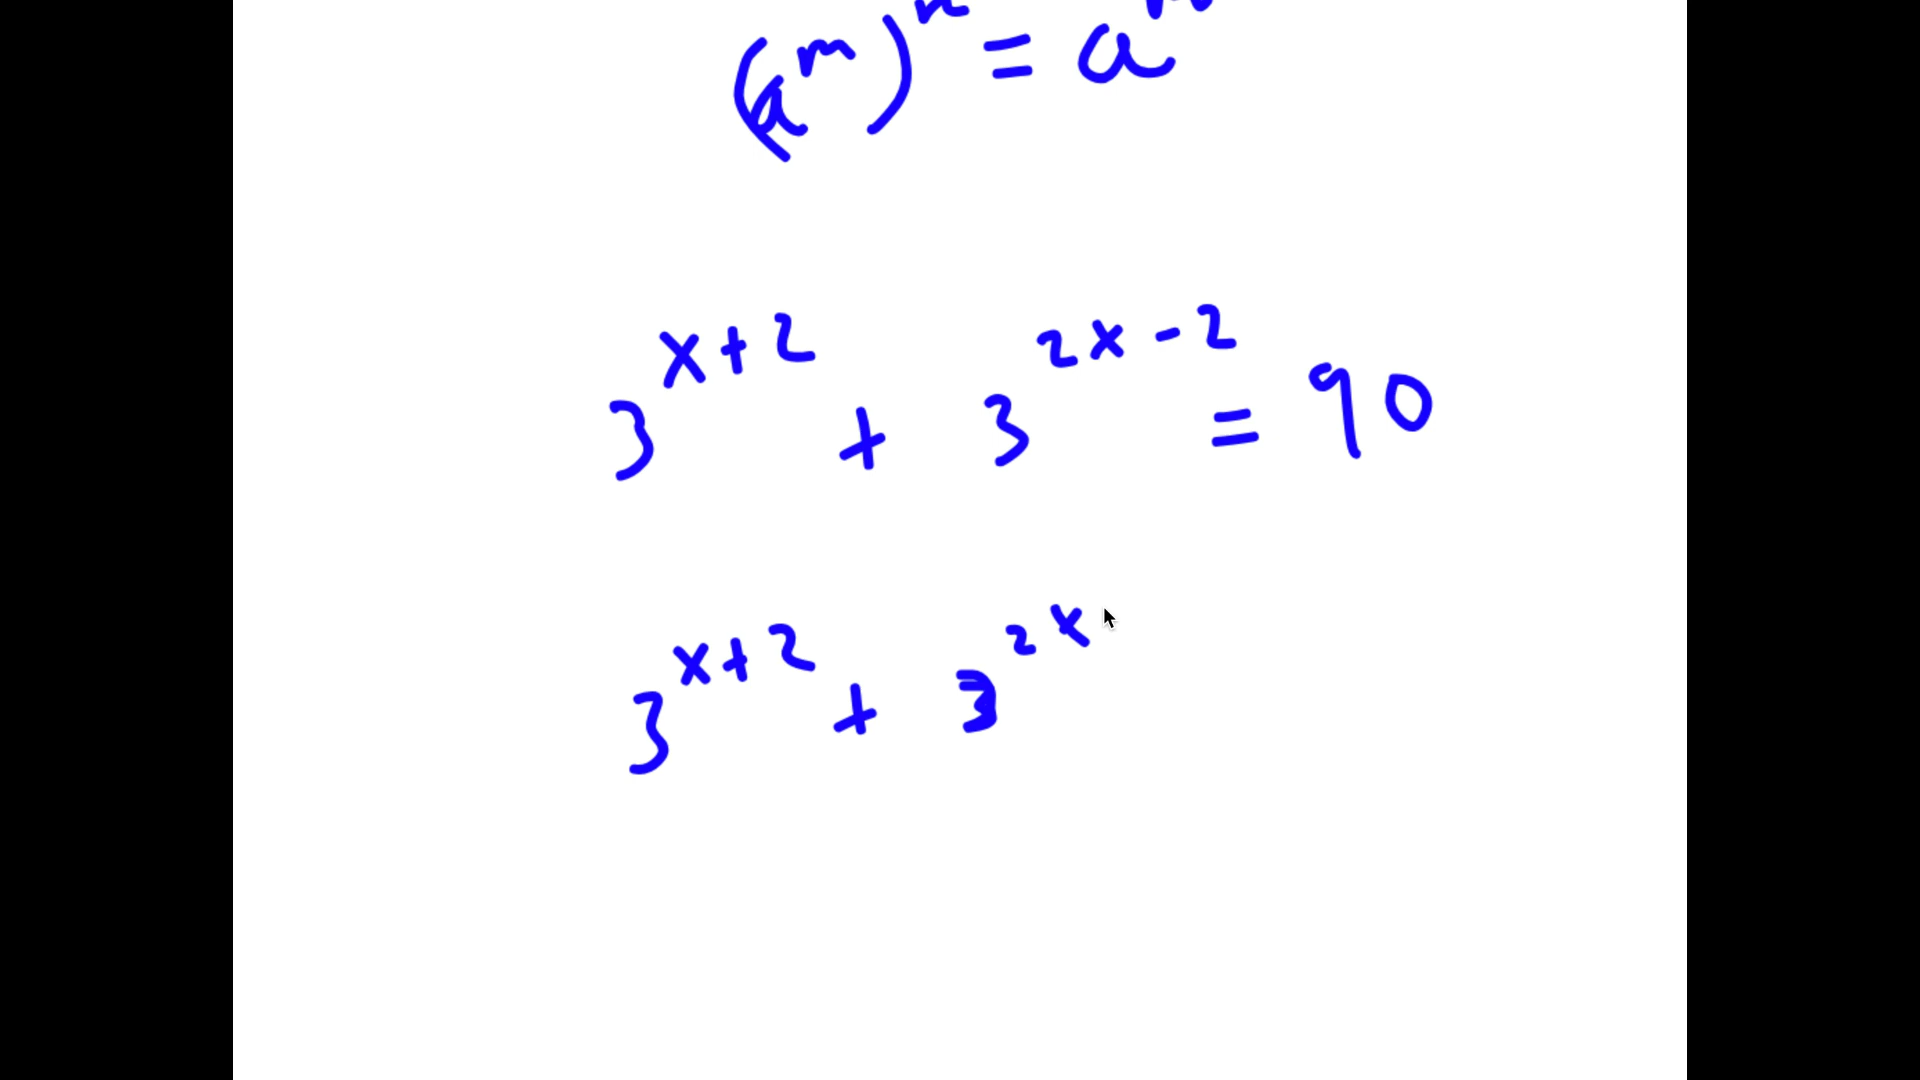 (a^m)^n = a^m
3^{x+2} + 3^{2x-2} = 90
3^{x+2} + 3^{2x}